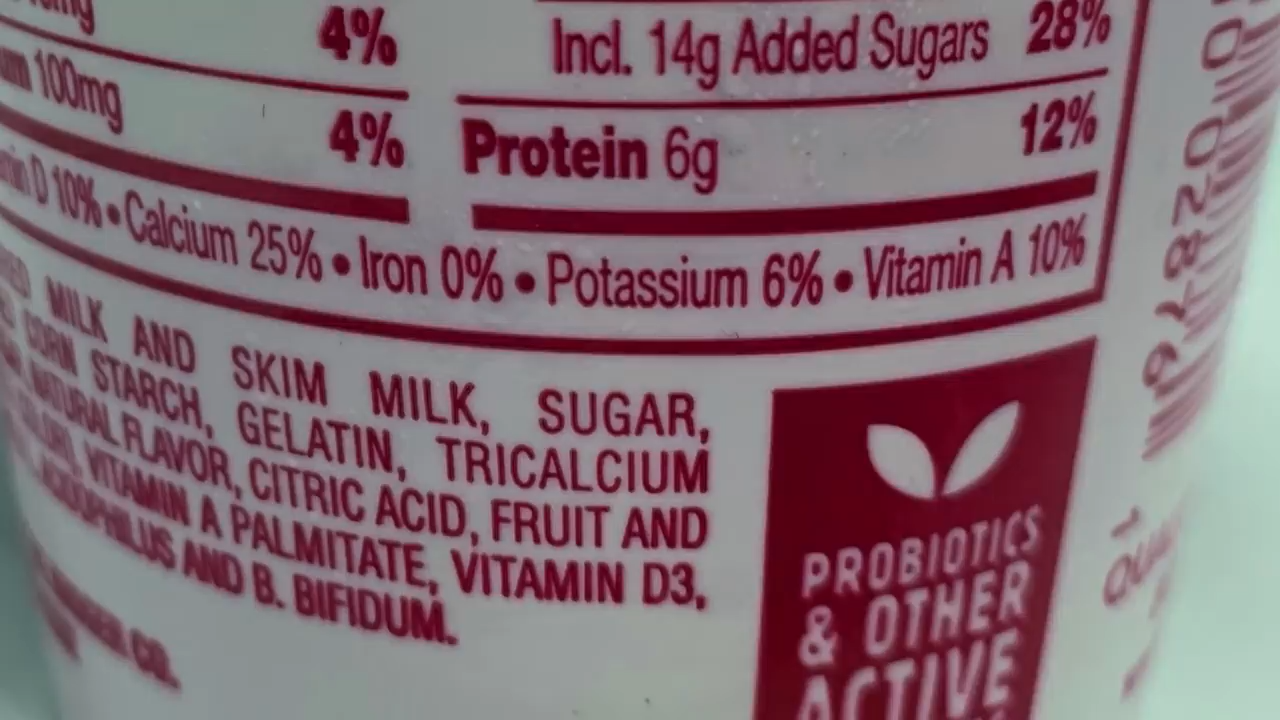 4%
Incl. 14g Added Sugars 28%
100mg 4%
Protein 6g 12%
D 10% • Calcium 25% • Iron 0% • Potassium 6% • Vitamin A 10%
MILK AND SKIM MILK, SUGAR,
CORN STARCH, GELATIN, TRICALCIUM
NATURAL FLAVOR, CITRIC ACID, FRUIT AND
VITAMIN A PALMITATE, VITAMIN D3,
AND B. BIFIDUM.
CO.
PROBIOTICS
& OTHER
ACTIVE